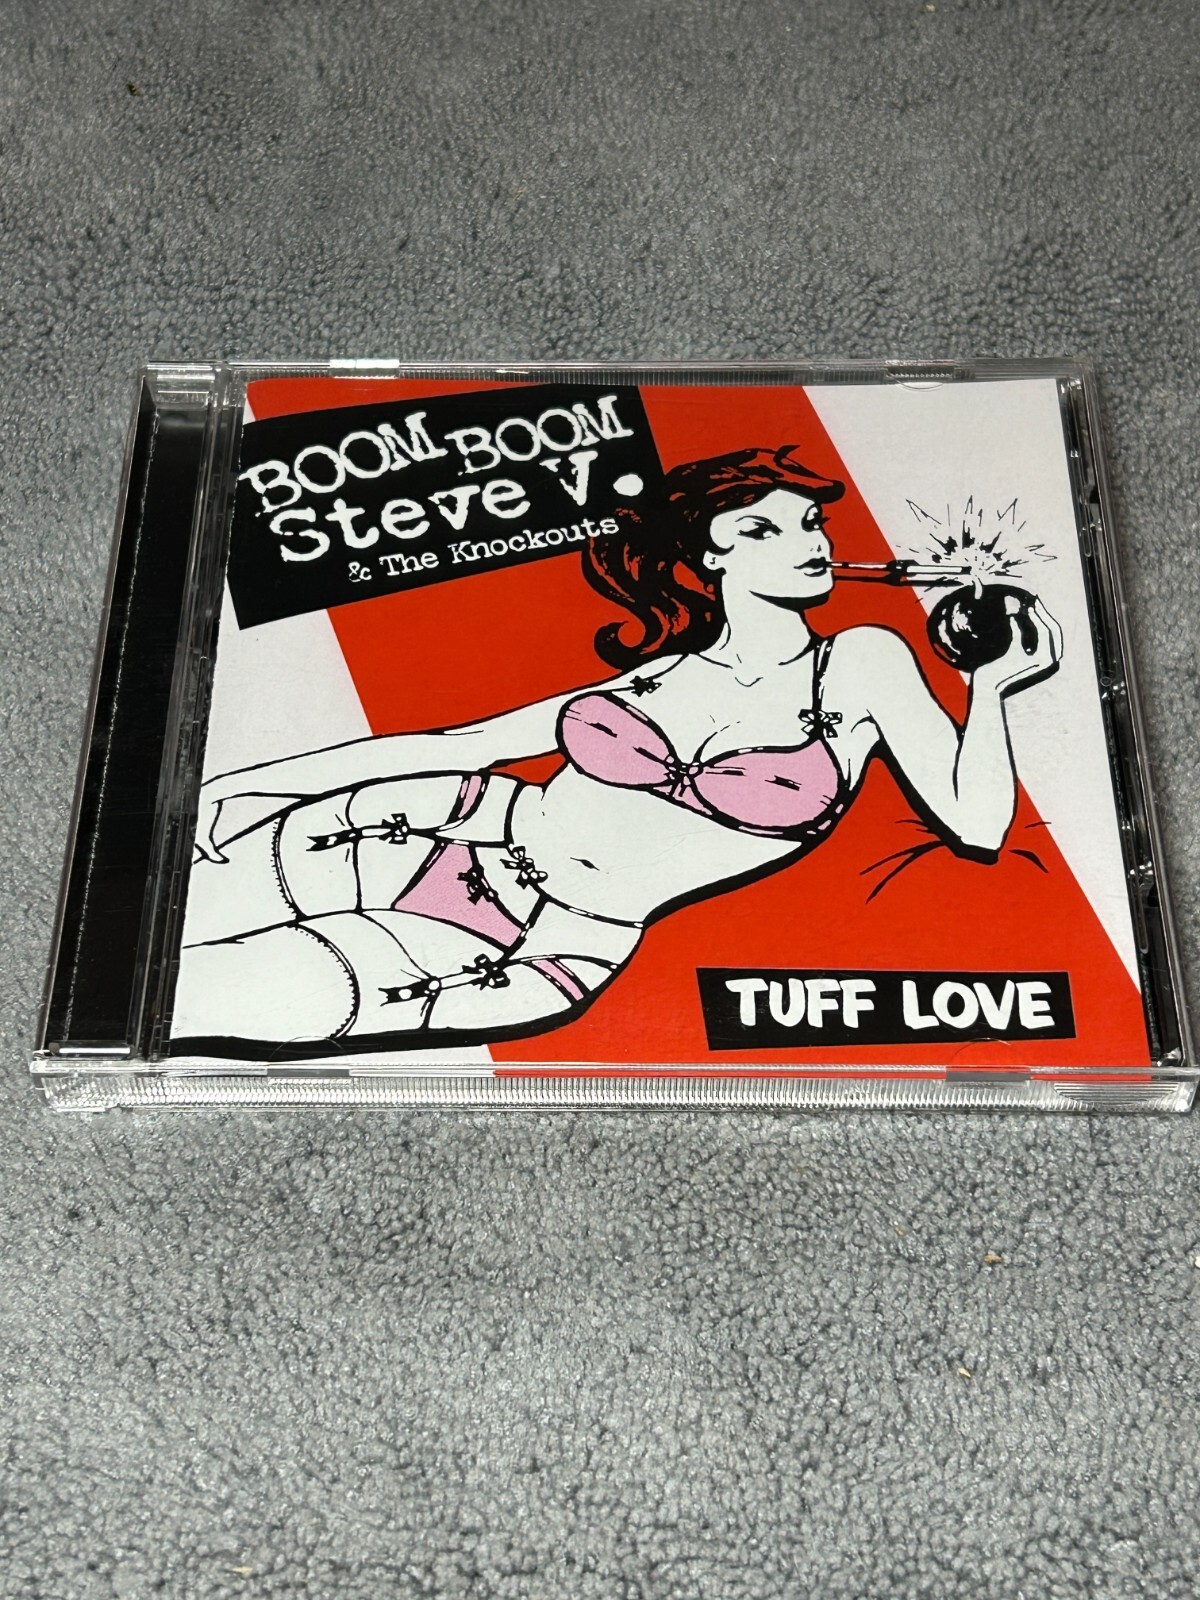 BOOM BOOM
Steve V.
& The Knockouts
TUFF LOVE